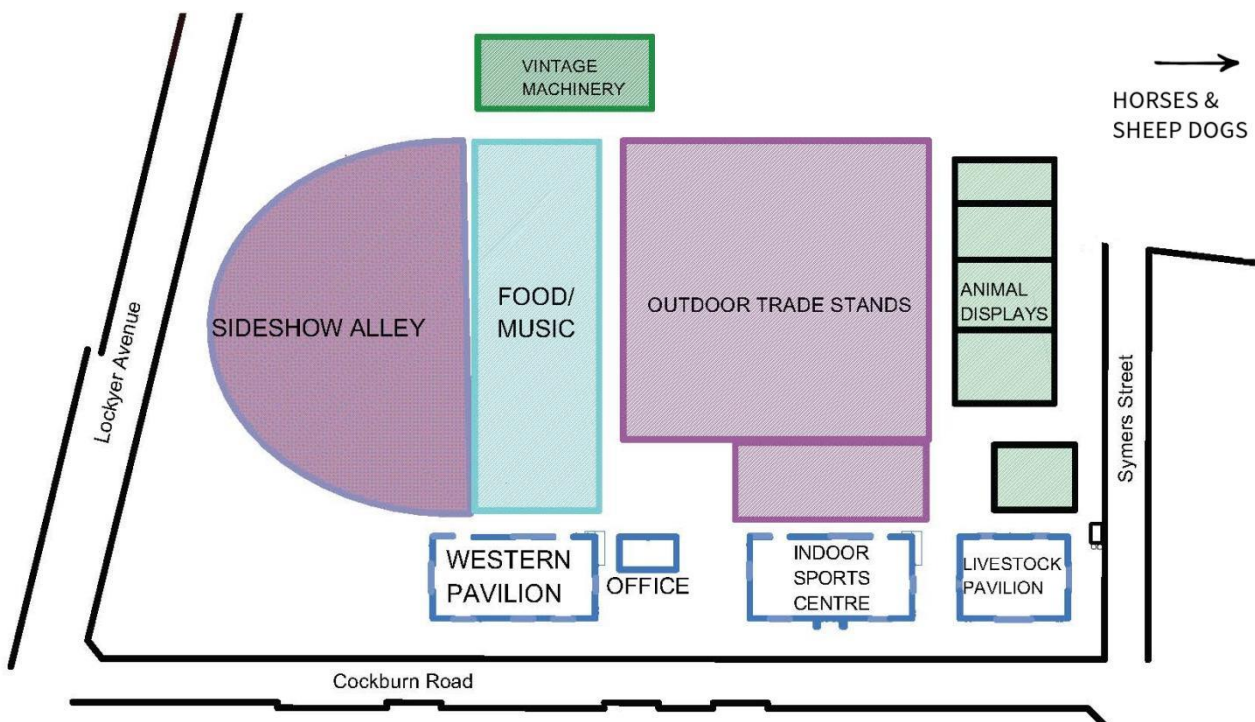 VINTAGE
MACHINERY
HORSES &
SHEEP DOGS
SIDESHOW ALLEY
FOOD/
MUSIC
OUTDOOR TRADE STANDS
ANIMAL
DISPLAYS
Lockyer Avenue
Symers Street
WESTERN
PAVILION
OFFICE
INDOOR
SPORTS
CENTRE
LIVESTOCK
PAVILION
Cockburn Road